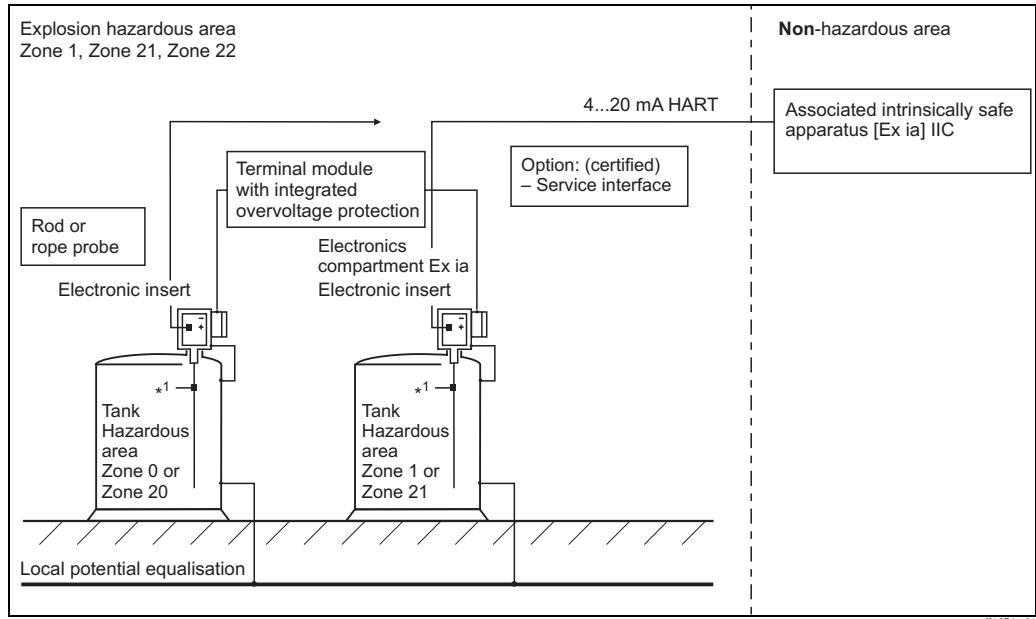 Explosion hazardous area
Zone 1, Zone 21, Zone 22
Non-hazardous area
4...20 mA HART
Associated intrinsically safe
apparatus [Ex ia] IIC
Terminal module
with integrated
overvoltage protection
Option: (certified)
– Service interface
Rod or
rope probe
Electronics
compartment Ex ia
Electronic insert
Electronic insert
– +
– +
*1
Tank
Hazardous
area
Zone 0 or
Zone 20
*1
Tank
Hazardous
area
Zone 1 or
Zone 21
Local potential equalisation